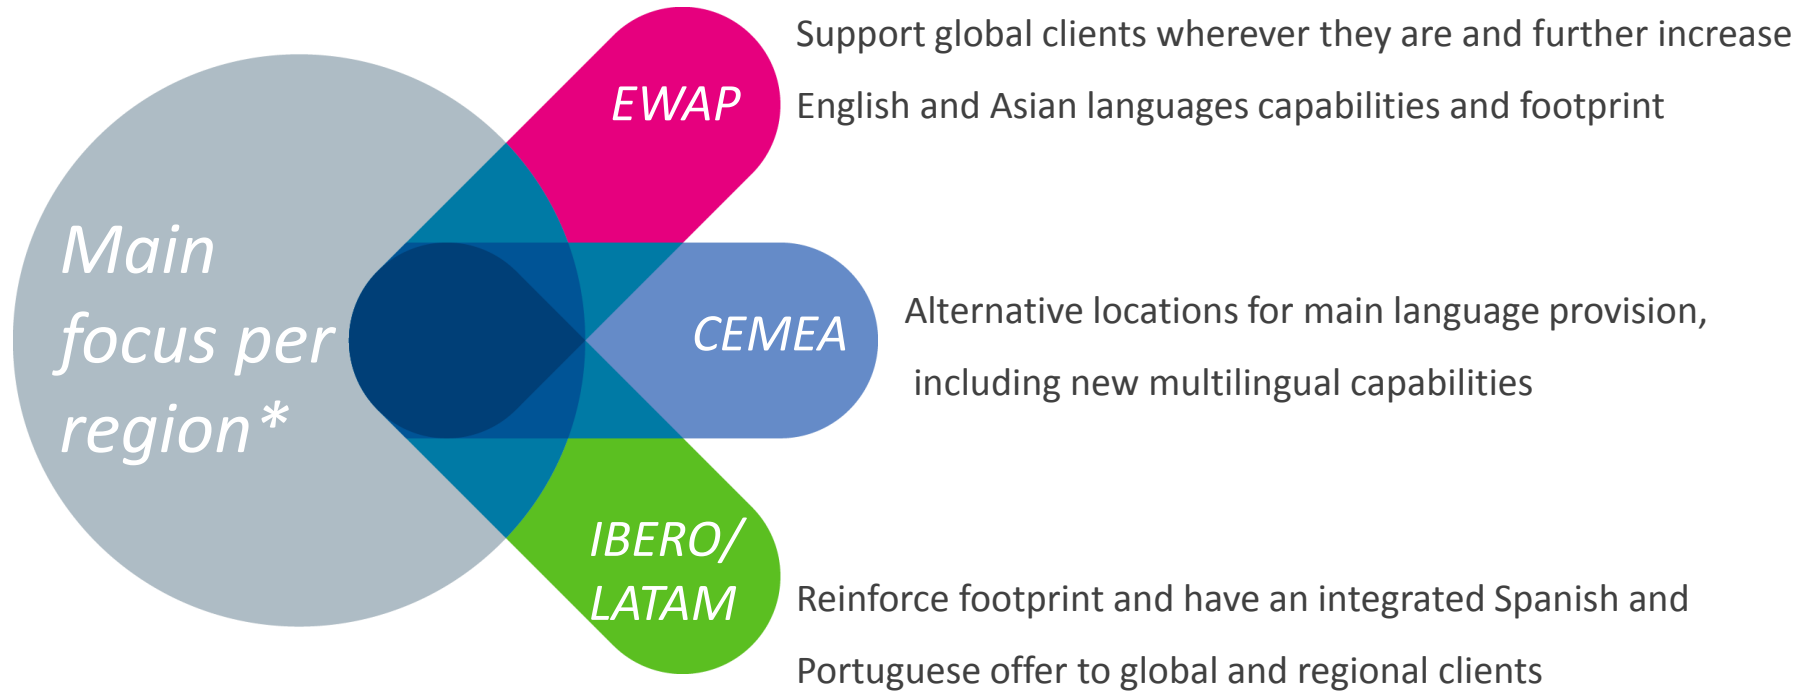 Main
focus per
region*
EWAP
Support global clients wherever they are and further increase
English and Asian languages capabilities and footprint
CEMEA
Alternative locations for main language provision,
including new multilingual capabilities
IBERO/
LATAM
Reinforce footprint and have an integrated Spanish and
Portuguese offer to global and regional clients